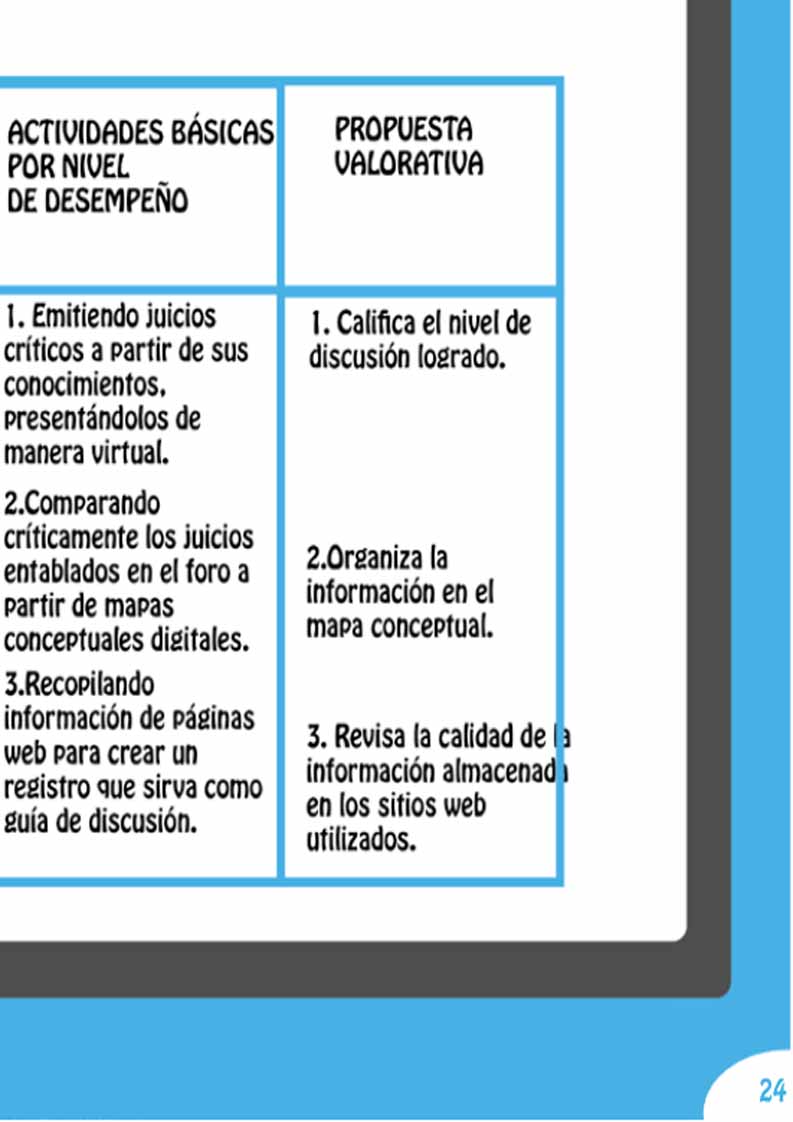 ACTIVIDADES BÁSICAS
POR NIVEL
DE DESEMPEÑO
PROPUESTA
VALORATIVA
1. Emitiendo juicios
críticos a partir de sus
conocimientos,
presentándolos de
manera virtual.
2.Comparando
críticamente los juicios
entablados en el foro a
partir de mapas
conceptuales digitales.
3.Recopilando
información de páginas
web para crear un
registro que sirva como
guía de discusión.
1. Califica el nivel de
discusión logrado.
2.Organiza la
información en el
mapa conceptual.
3. Revisa la calidad de la
información almacenada
en los sitios web
utilizados.
24